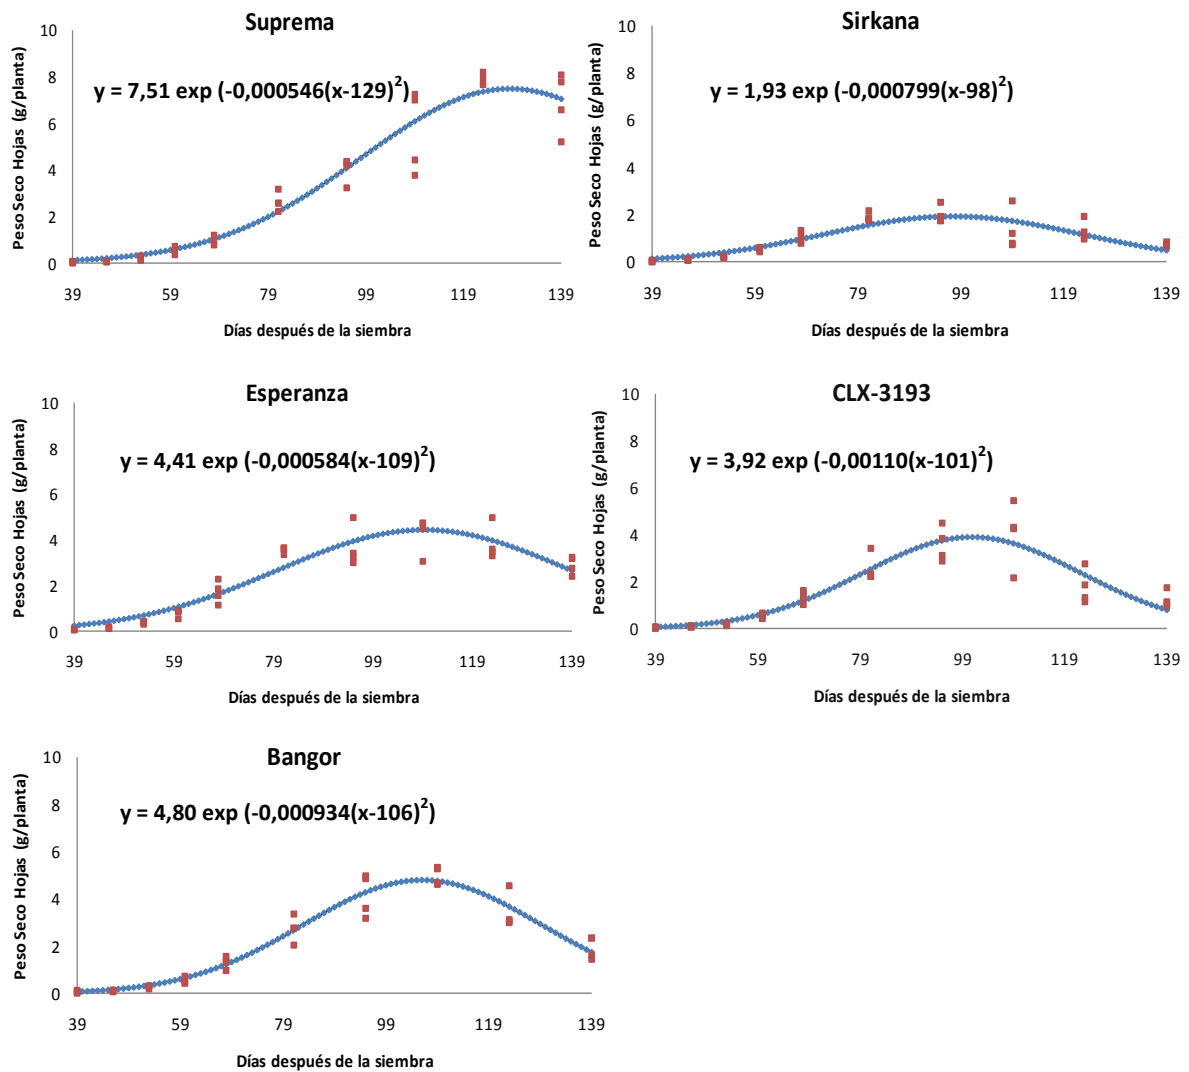 Suprema
Peso Seco Hojas (g/planta)
y = 7,51 exp (-0,000546(x-129)²)
10
8
6
4
2
0
39 59 79 99 119 139
Días después de la siembra
Sirkana
Peso Seco Hojas (g/planta)
y = 1,93 exp (-0,000799(x-98)²)
10
8
6
4
2
0
39 59 79 99 119 139
Días después de la siembra
Esperanza
Peso Seco Hojas (g/planta)
y = 4,41 exp (-0,000584(x-109)²)
10
8
6
4
2
0
39 59 79 99 119 139
Días después de la siembra
CLX-3193
Peso Seco Hojas (g/planta)
y = 3,92 exp (-0,00110(x-101)²)
10
8
6
4
2
0
39 59 79 99 119 139
Días después de la siembra
Bangor
Peso Seco Hojas (g/planta)
y = 4,80 exp (-0,000934(x-106)²)
10
8
6
4
2
0
39 59 79 99 119 139
Días después de la siembra